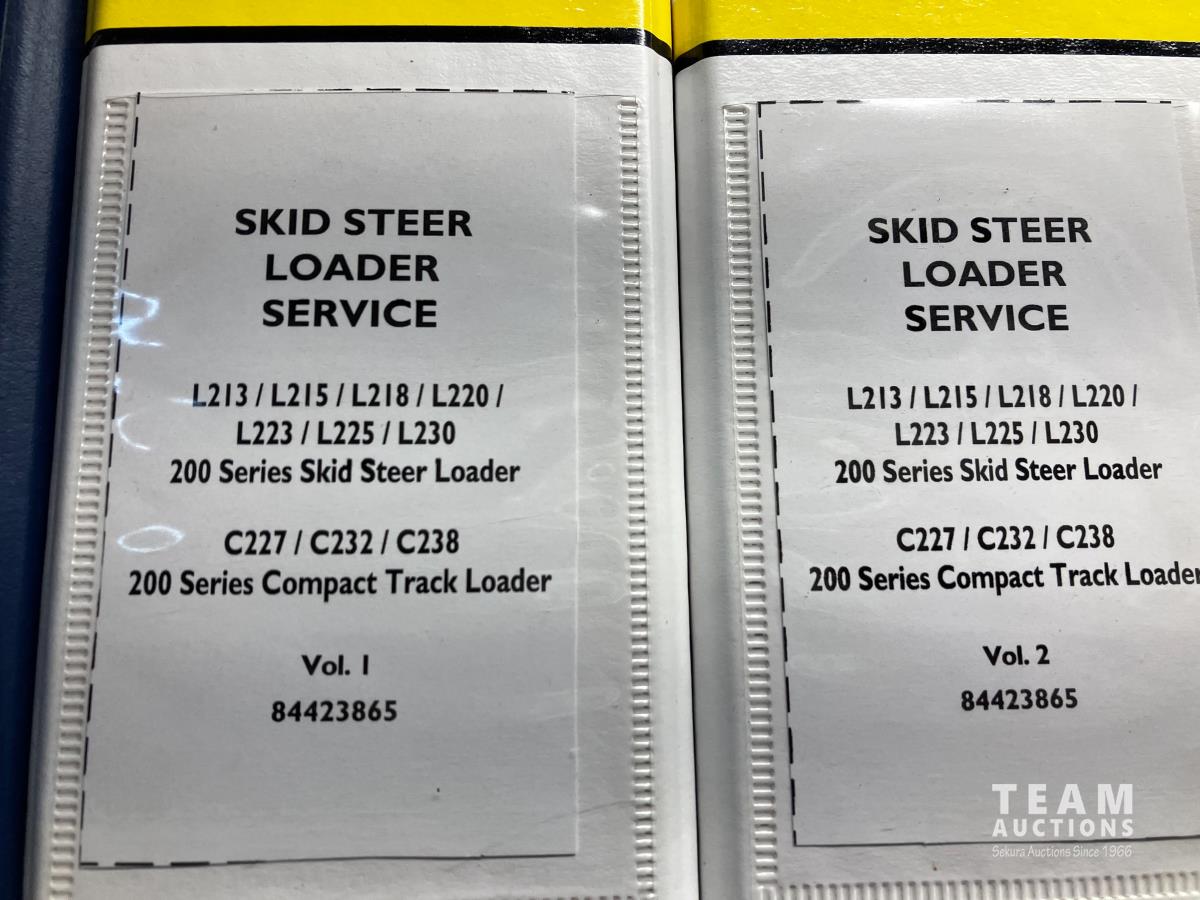 SKID STEER
LOADER
SERVICE
L213 / L215 / L218 / L220 /
L223 / L225 / L230
200 Series Skid Steer Loader
C227 / C232 / C238
200 Series Compact Track Loader
Vol. 1
84423865
SKID STEER
LOADER
SERVICE
L213 / L215 / L218 / L220 /
L223 / L225 / L230
200 Series Skid Steer Loader
C227 / C232 / C238
200 Series Compact Track Loader
Vol. 2
84423865
TEAM
AUCTIONS
Sekura Auctions Since 1966